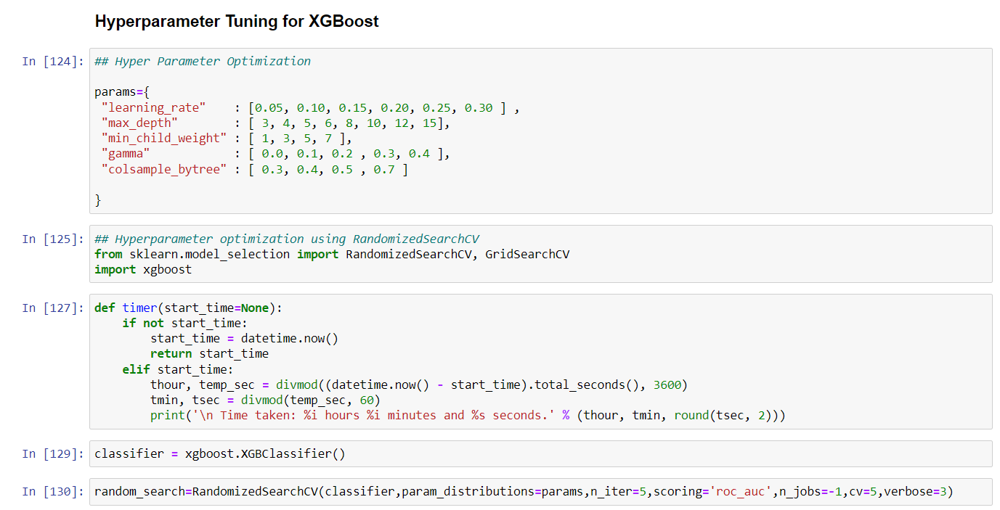 Hyperparameter Tuning for XGBoost
In [124]: ## Hyper Parameter Optimization
params={
"learning_rate" : [0.05, 0.10, 0.15, 0.20, 0.25, 0.30 ] ,
"max_depth" : [ 3, 4, 5, 6, 8, 10, 12, 15],
"min_child_weight" : [ 1, 3, 5, 7 ],
"gamma" : [ 0.0, 0.1, 0.2 , 0.3, 0.4 ],
"colsample_bytree" : [ 0.3, 0.4, 0.5 , 0.7 ]
}
In [125]: ## Hyperparameter optimization using RandomizedSearchCV
from sklearn.model_selection import RandomizedSearchCV, GridSearchCV
import xgboost
In [127]: def timer(start_time=None):
if not start_time:
start_time = datetime.now()
return start_time
elif start_time:
thour, temp_sec = divmod((datetime.now() - start_time).total_seconds(), 3600)
tmin, tsec = divmod(temp_sec, 60)
print('\n Time taken: %i hours %i minutes and %s seconds.' % (thour, tmin, round(tsec, 2)))
In [129]: classifier = xgboost.XGBClassifier()
In [130]: random_search=RandomizedSearchCV(classifier,param_distributions=params,n_iter=5,scoring='roc_auc',n_jobs=-1,cv=5,verbose=3)